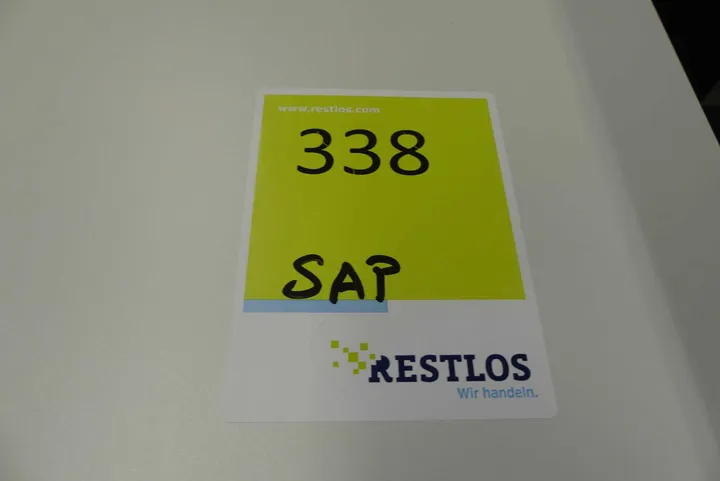 www.restlos.com
338
SAP
RESTLOS
Wir handeln.